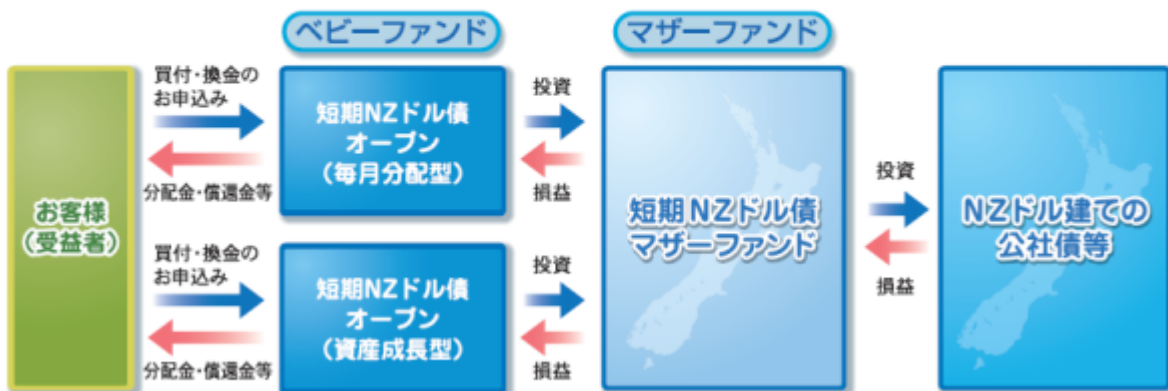 ベビーファンド
マザーファンド
お客様
(受益者)
買付・換金の
お申込み
分配金・償還金等
短期NZドル債
オープン
(毎月分配型)
投資
損益
買付・換金の
お申込み
分配金・償還金等
短期NZドル債
オープン
(資産成長型)
投資
損益
短期NZドル債
マザーファンド
投資
損益
NZドル建ての
公社債等